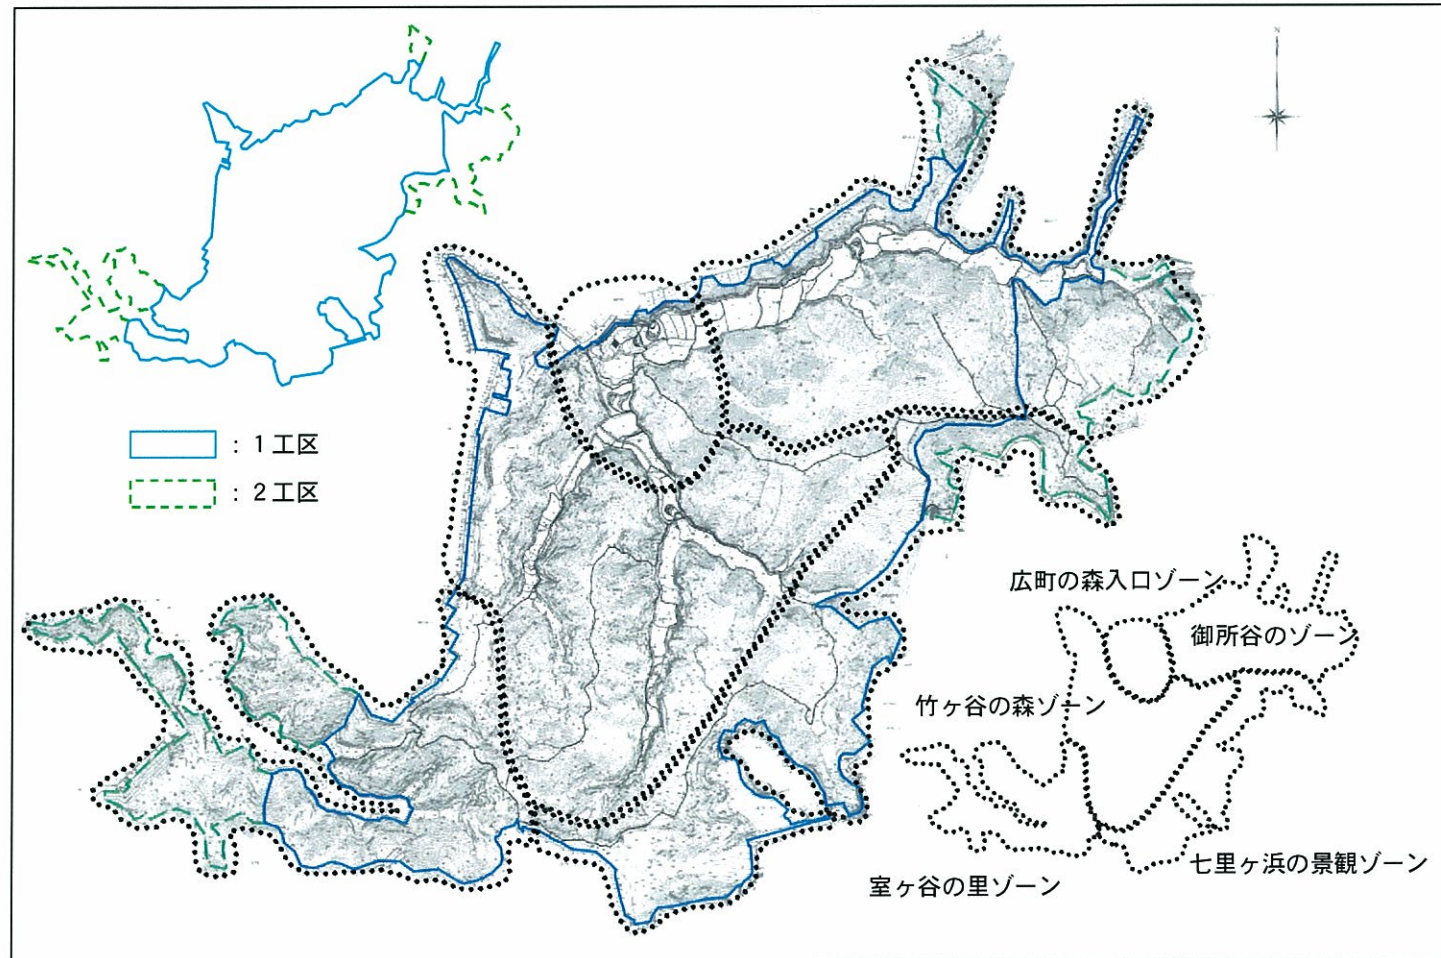 N
: 1工区
: 2工区
広町の森入口ゾーン
御所谷のゾーン
竹ヶ谷の森ゾーン
七里ヶ浜の景観ゾーン
室ヶ谷の里ゾーン